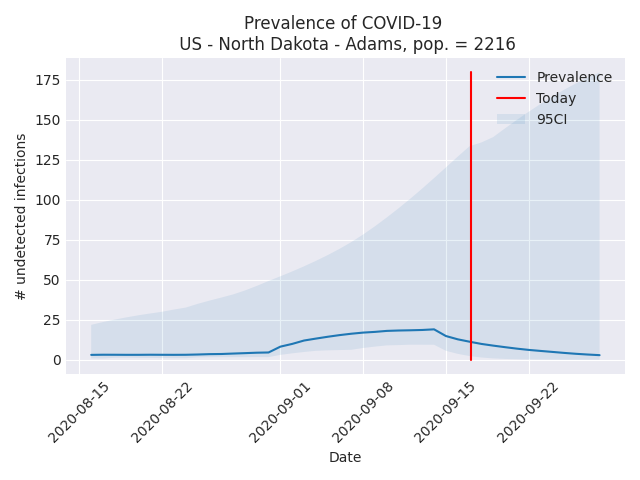 Prevalence of COVID-19
US - North Dakota - Adams, pop. = 2216
175
150
125
100
75
50
25
0
# undetected infections
Prevalence
Today
95CI
2020-08-15
2020-08-22
2020-09-01
2020-09-08
2020-09-15
2020-09-22
Date